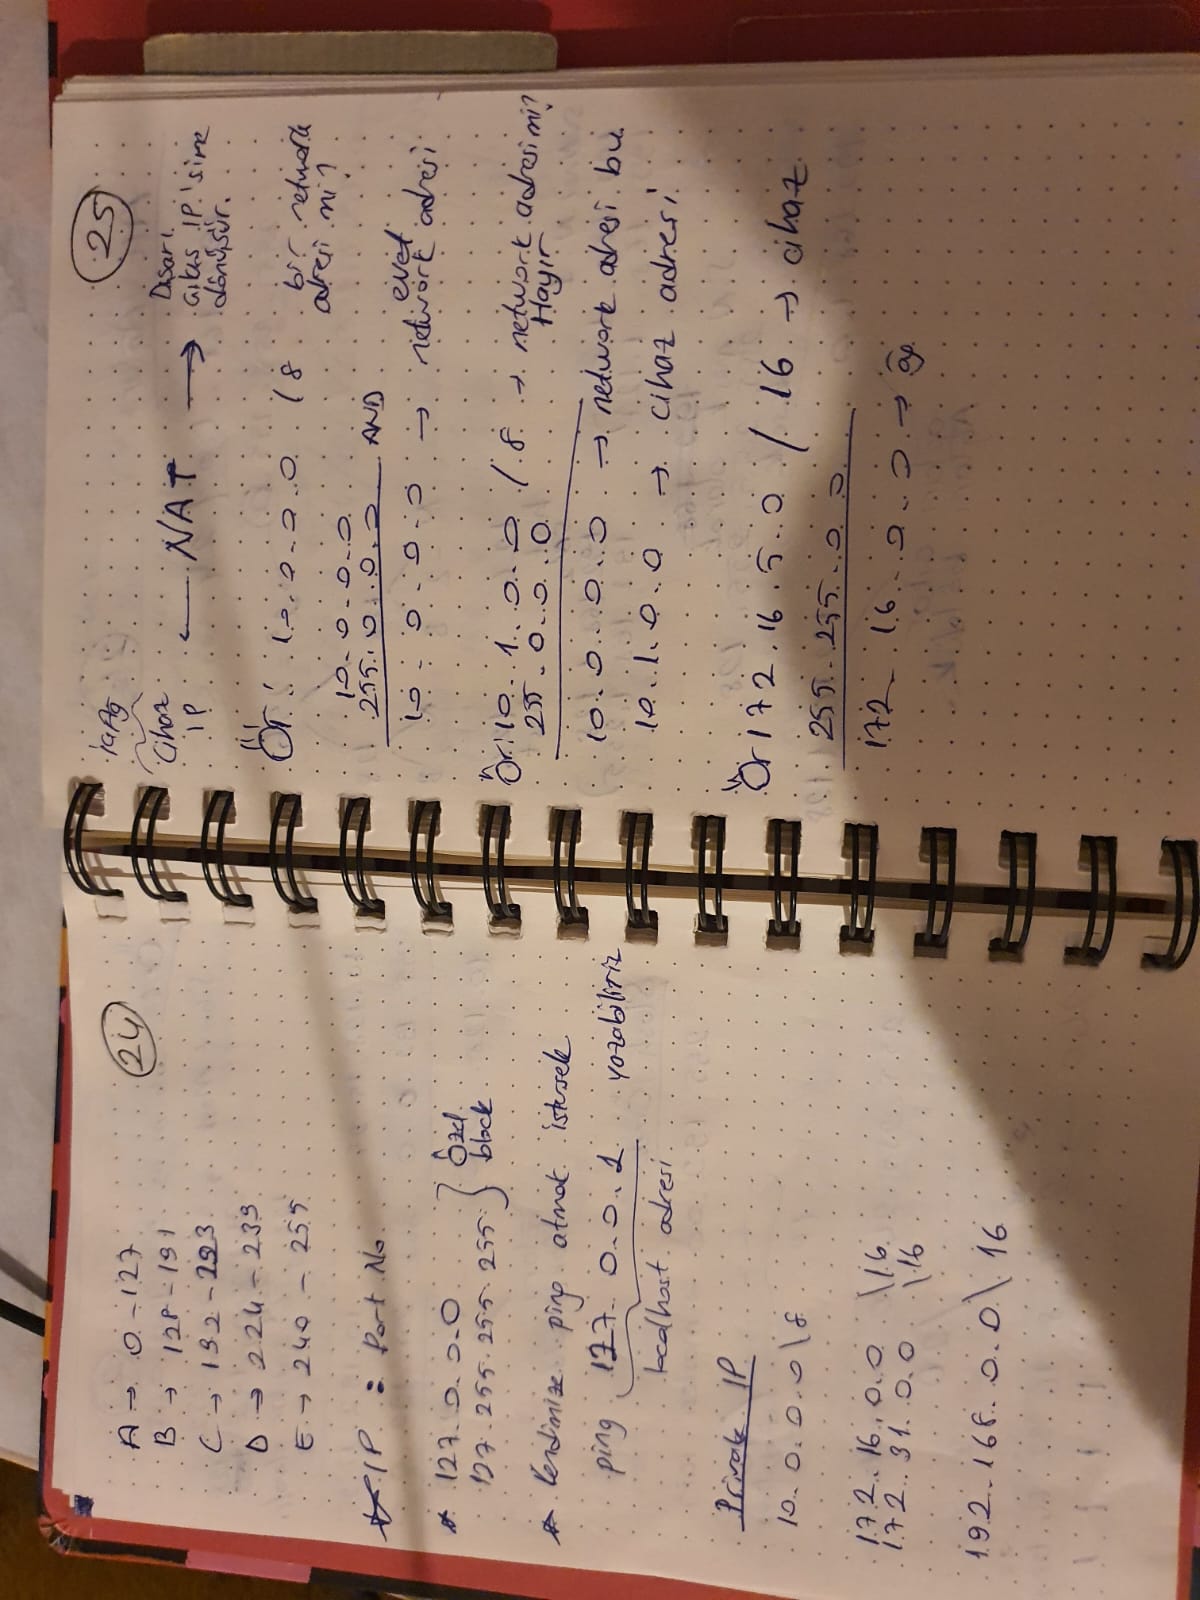 24
A → 0 - 127
B → 128 - 191
C → 192 - 223
D → 224 - 239
E → 240 - 255
* IP : Port No
* 127.0.0.0
127.255.255.255 } Özel block
* Kendimize ping atmak istersek
ping 127.0.0.1 yazabiliriz
localhost adresi
Private IP
10.0.0.0 \8
172.16.0.0 \16
172.31.0.0 \16
192.168.0.0 \ 16
25
iç Ağ
Cihaz IP ← NAT → Dışarı çıkış IP'sine dönüşür.
Ör: 10.0.0.0 /8 bir network adresi mi?
10.0.0.0
255.0.0.0 AND
10.0.0.0 → evet network adresi
Ör: 10.1.0.0 /8 → network adresi mi?
255.0.0.0 Hayır
10.0.0.0 → network adresi bu
10.1.0.0 → cihaz adresi
Ör 172.16.5.0 / 16 → cihaz
255.255.0.0
172.16.0.0 → ağ